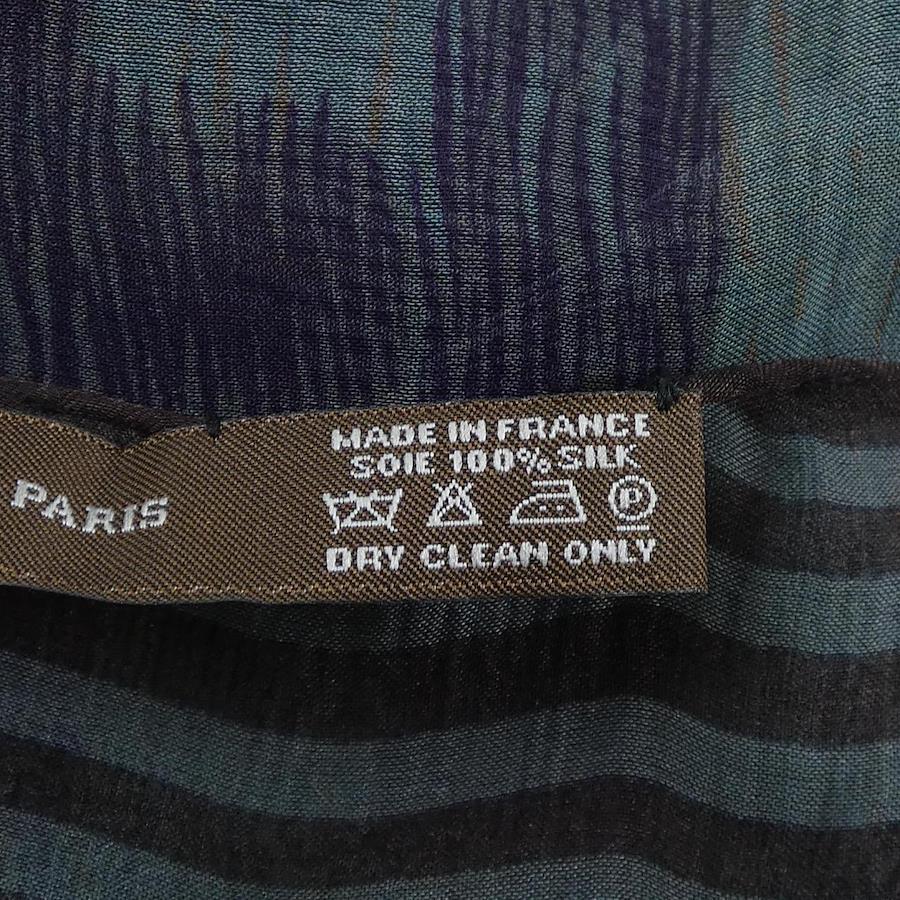 PARIS
MADE IN FRANCE
SOIE 100% SILK
P
DRY CLEAN ONLY